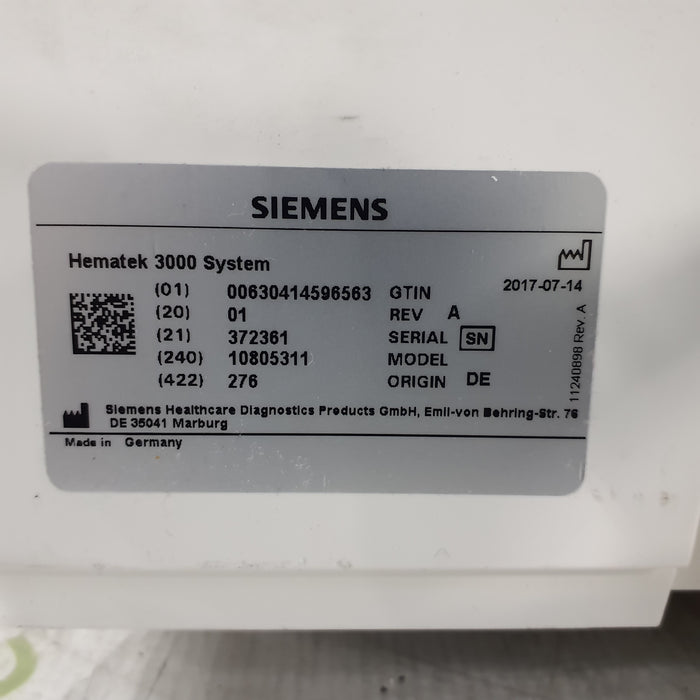 SIEMENS
Hematek 3000 System
2017-07-14
(01) 00630414596563 GTIN
(20) 01 REV A
(21) 372361 SERIAL SN
(240) 10805311 MODEL
(422) 276 ORIGIN DE
11240898 Rev. A
Siemens Healthcare Diagnostics Products GmbH, Emil-von Behring-Str. 76
DE 35041 Marburg
Made in Germany